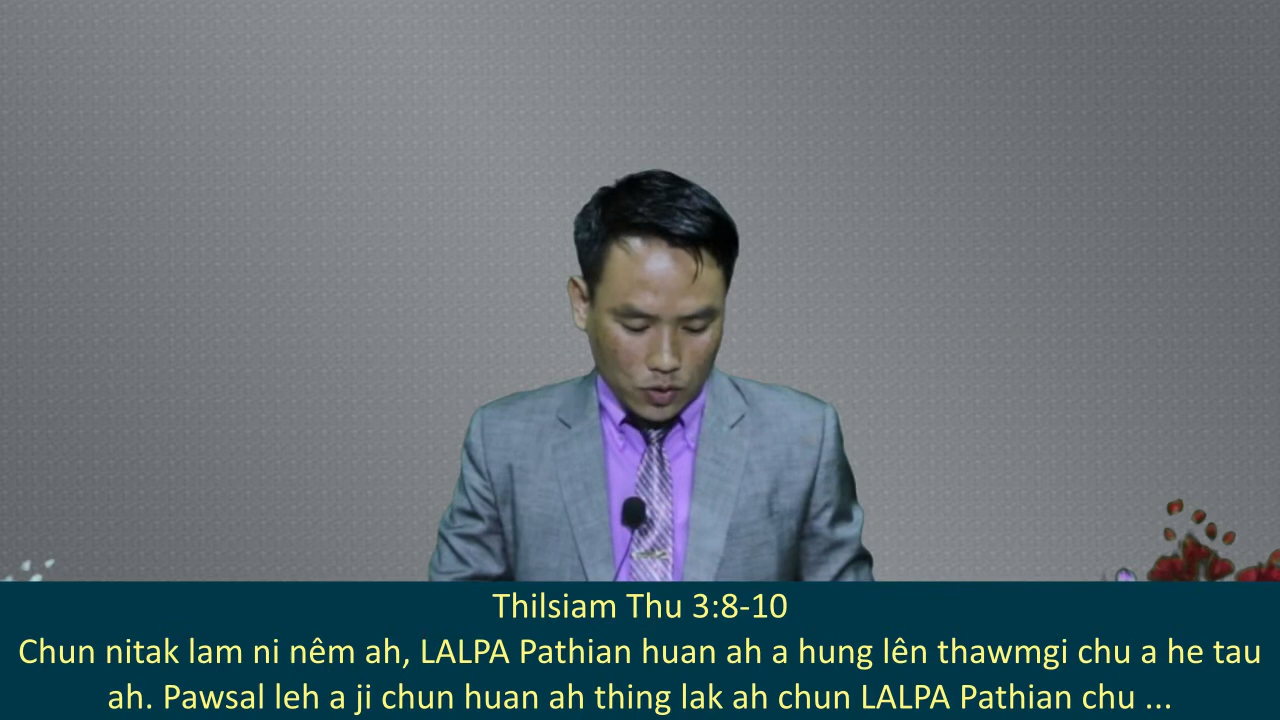 Thilsiam Thu 3:8-10
Chun nitak lam ni nêm ah, LALPA Pathian huan ah a hung lên thawmgi chu a he tau
ah. Pawsal leh a ji chun huan ah thing lak ah chun LALPA Pathian chu ...